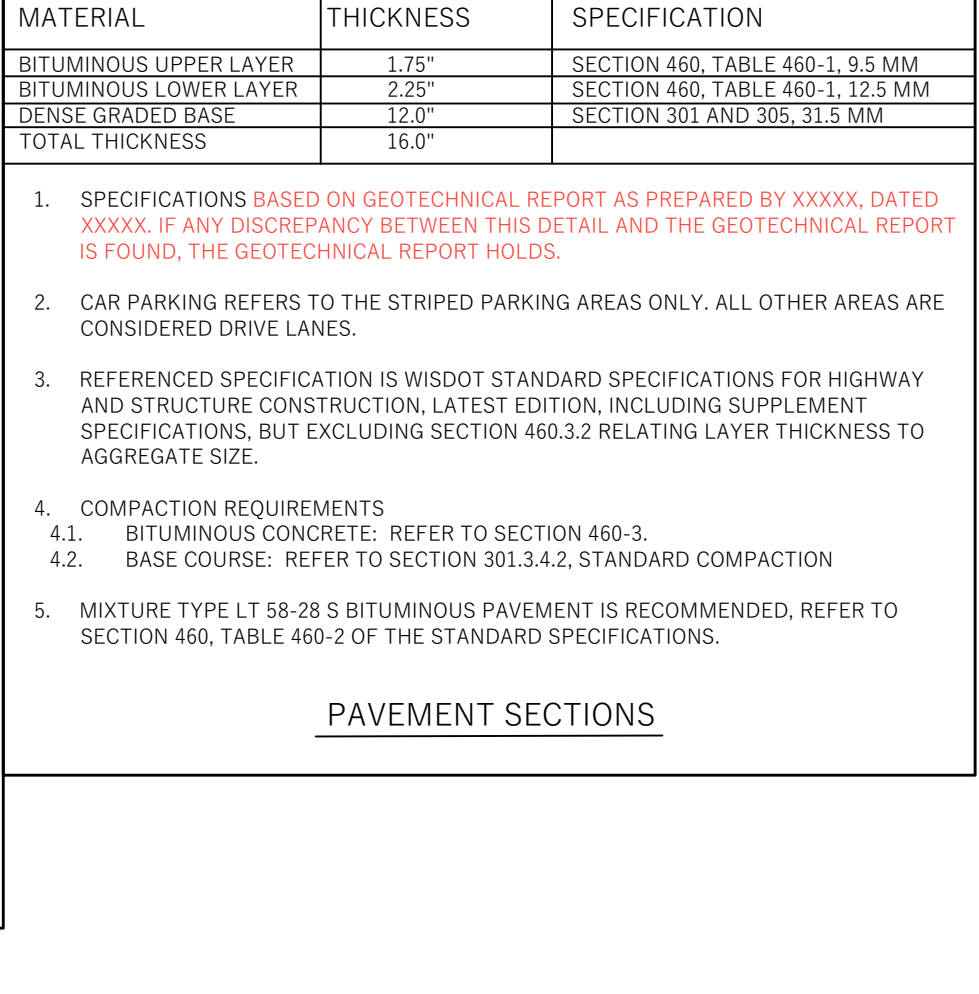 MATERIAL THICKNESS SPECIFICATION
BITUMINOUS UPPER LAYER 1.75" SECTION 460, TABLE 460-1, 9.5 MM
BITUMINOUS LOWER LAYER 2.25" SECTION 460, TABLE 460-1, 12.5 MM
DENSE GRADED BASE 12.0" SECTION 301 AND 305, 31.5 MM
TOTAL THICKNESS 16.0"
1. SPECIFICATIONS BASED ON GEOTECHNICAL REPORT AS PREPARED BY XXXXX, DATED
XXXXX. IF ANY DISCREPANCY BETWEEN THIS DETAIL AND THE GEOTECHNICAL REPORT
IS FOUND, THE GEOTECHNICAL REPORT HOLDS.
2. CAR PARKING REFERS TO THE STRIPED PARKING AREAS ONLY. ALL OTHER AREAS ARE
CONSIDERED DRIVE LANES.
3. REFERENCED SPECIFICATION IS WISDOT STANDARD SPECIFICATIONS FOR HIGHWAY
AND STRUCTURE CONSTRUCTION, LATEST EDITION, INCLUDING SUPPLEMENT
SPECIFICATIONS, BUT EXCLUDING SECTION 460.3.2 RELATING LAYER THICKNESS TO
AGGREGATE SIZE.
4. COMPACTION REQUIREMENTS
4.1. BITUMINOUS CONCRETE: REFER TO SECTION 460-3.
4.2. BASE COURSE: REFER TO SECTION 301.3.4.2, STANDARD COMPACTION
5. MIXTURE TYPE LT 58-28 S BITUMINOUS PAVEMENT IS RECOMMENDED, REFER TO
SECTION 460, TABLE 460-2 OF THE STANDARD SPECIFICATIONS.
PAVEMENT SECTIONS